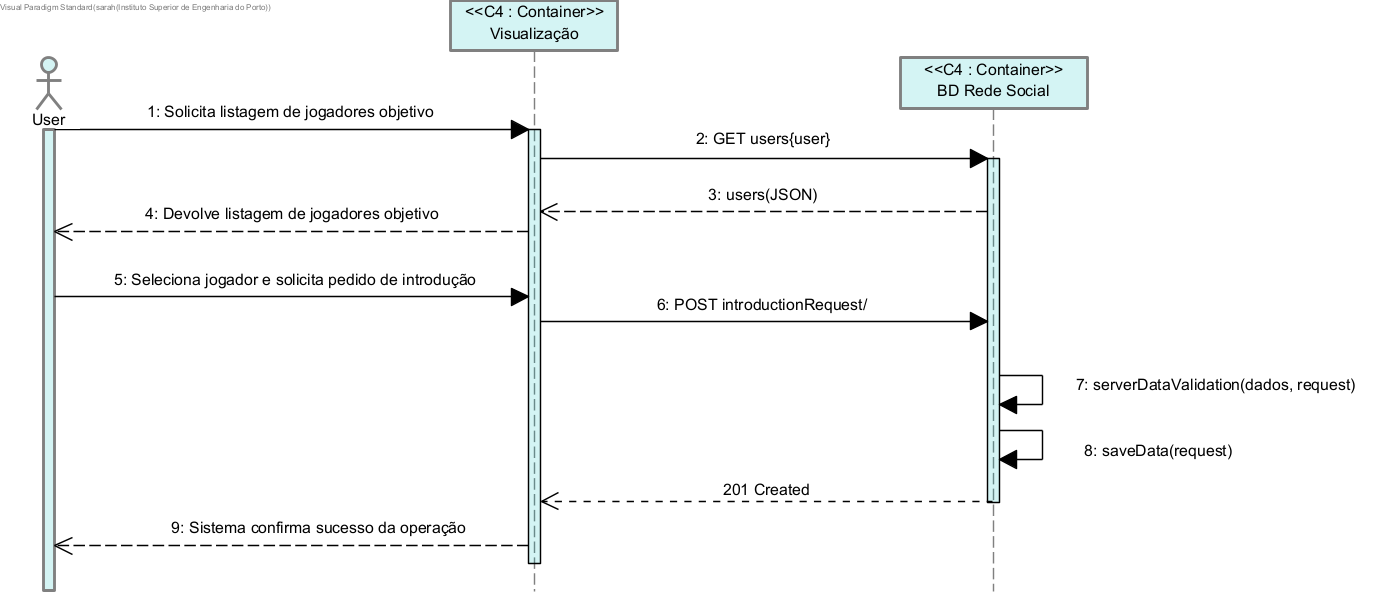 Visual Paradigm Standard(sarah(Instituto Superior de Engenharia do Porto))
<<C4 : Container>>
Visualização
<<C4 : Container>>
BD Rede Social
User
1: Solicita listagem de jogadores objetivo
2: GET users{user}
3: users(JSON)
4: Devolve listagem de jogadores objetivo
5: Seleciona jogador e solicita pedido de introdução
6: POST introductionRequest/
7: serverDataValidation(dados, request)
8: saveData(request)
201 Created
9: Sistema confirma sucesso da operação